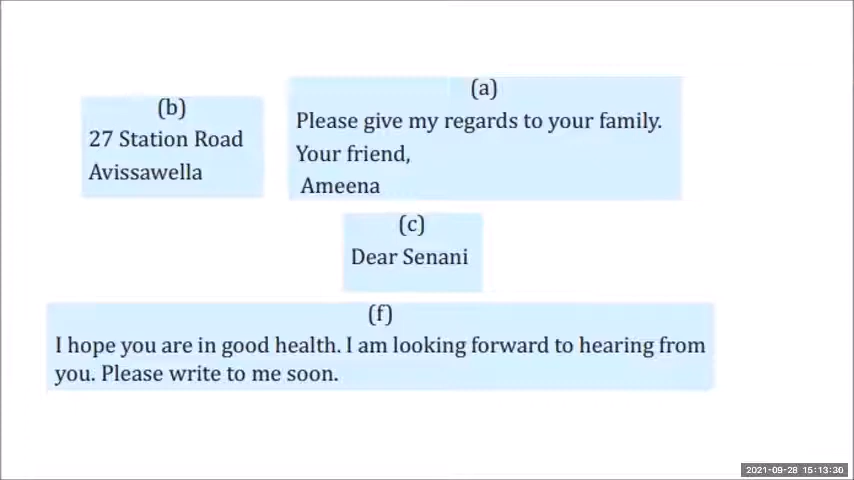 (b)
27 Station Road
Avissawella
(a)
Please give my regards to your family.
Your friend,
Ameena
(c)
Dear Senani
(f)
I hope you are in good health. I am looking forward to hearing from
you. Please write to me soon.
2021-09-28 15:13:30